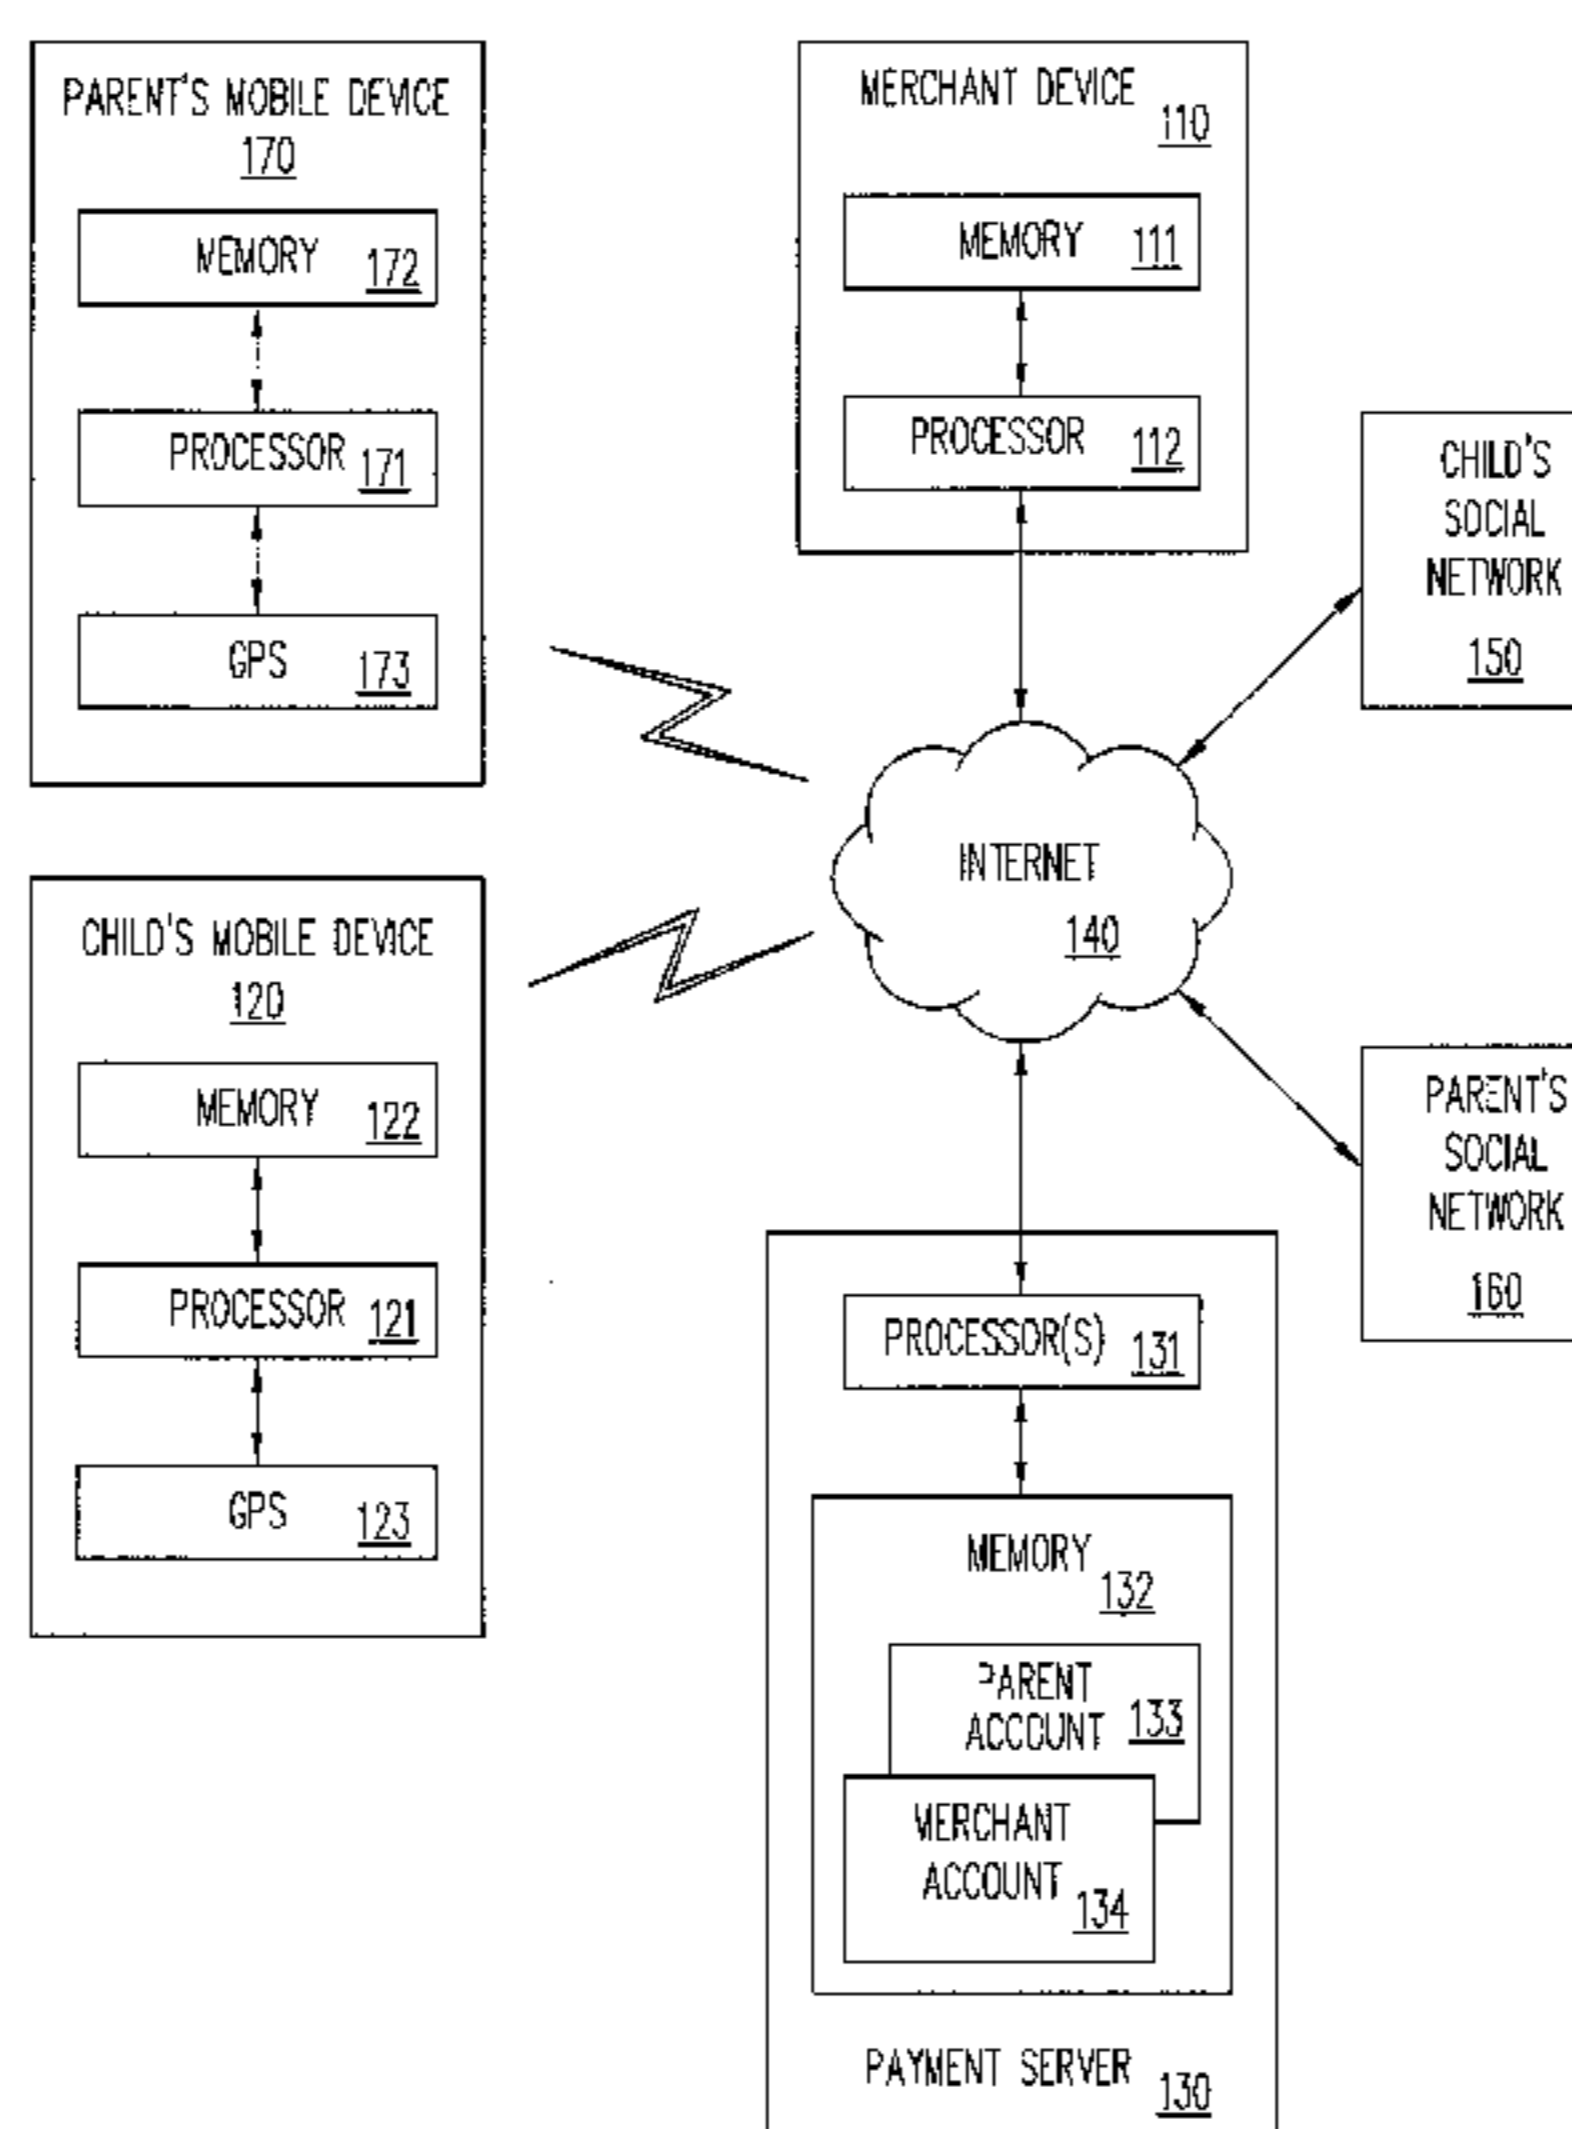 PARENT'S MOBILE DEVICE
170
MEMORY 172
PROCESSOR 171
GPS 173
MERCHANT DEVICE 110
MEMORY 111
PROCESSOR 112
CHILD'S
SOCIAL
NETWORK
150
INTERNET
140
CHILD'S MOBILE DEVICE
120
MEMORY 122
PROCESSOR 121
GPS 123
PARENT'S
SOCIAL
NETWORK
160
PROCESSOR(S) 131
MEMORY 132
PARENT
ACCOUNT 133
MERCHANT
ACCOUNT 134
PAYMENT SERVER 130